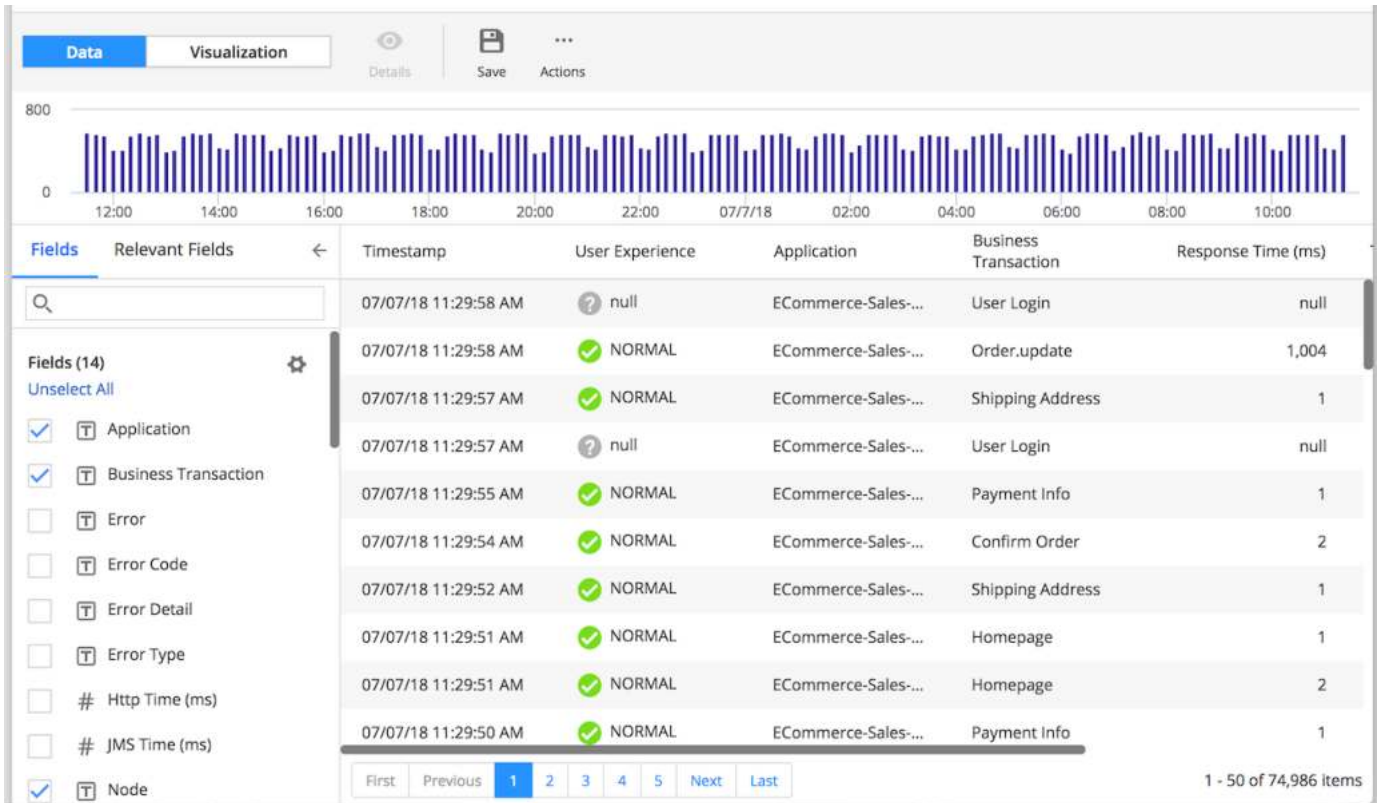 Data Visualization Details Save Actions
800
0
12:00 14:00 16:00 18:00 20:00 22:00 07/7/18 02:00 04:00 06:00 08:00 10:00
Fields Relevant Fields
Fields (14)
Unselect All
Application
Business Transaction
Error
Error Code
Error Detail
Error Type
Http Time (ms)
JMS Time (ms)
Node
Timestamp User Experience Application Business Transaction Response Time (ms)
07/07/18 11:29:58 AM null ECommerce-Sales-... User Login null
07/07/18 11:29:58 AM NORMAL ECommerce-Sales-... Order.update 1,004
07/07/18 11:29:57 AM NORMAL ECommerce-Sales-... Shipping Address 1
07/07/18 11:29:57 AM null ECommerce-Sales-... User Login null
07/07/18 11:29:55 AM NORMAL ECommerce-Sales-... Payment Info 1
07/07/18 11:29:54 AM NORMAL ECommerce-Sales-... Confirm Order 2
07/07/18 11:29:52 AM NORMAL ECommerce-Sales-... Shipping Address 1
07/07/18 11:29:51 AM NORMAL ECommerce-Sales-... Homepage 1
07/07/18 11:29:51 AM NORMAL ECommerce-Sales-... Homepage 2
07/07/18 11:29:50 AM NORMAL ECommerce-Sales-... Payment Info 1
First Previous 1 2 3 4 5 Next Last 1 - 50 of 74,986 items